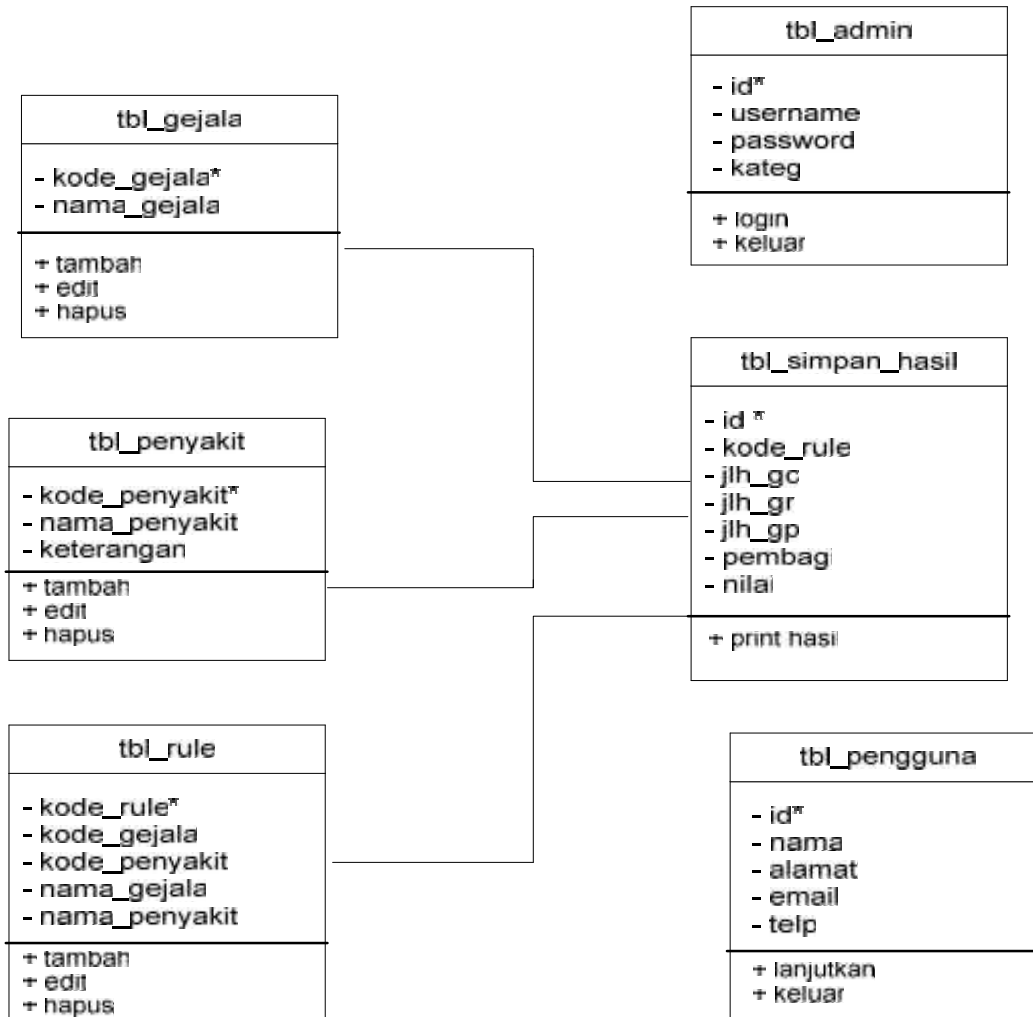 tbl_gejala
- kode_gejala*
- nama_gejala
+ tambah
+ edit
+ hapus
tbl_penyakit
- kode_penyakit*
- nama_penyakit
- keterangan
+ tambah
+ edit
+ hapus
tbl_rule
- kode_rule*
- kode_gejala
- kode_penyakit
- nama_gejala
- nama_penyakit
+ tambah
+ edit
+ hapus
tbl_admin
- id*
- username
- password
- kateg
+ login
+ keluar
tbl_simpan_hasil
- id *
- kode_rule
- jlh_gc
- jlh_gr
- jlh_gp
- pembagi
- nilai
+ print hasil
tbl_pengguna
- id*
- nama
- alamat
- email
- telp
+ lanjutkan
+ keluar